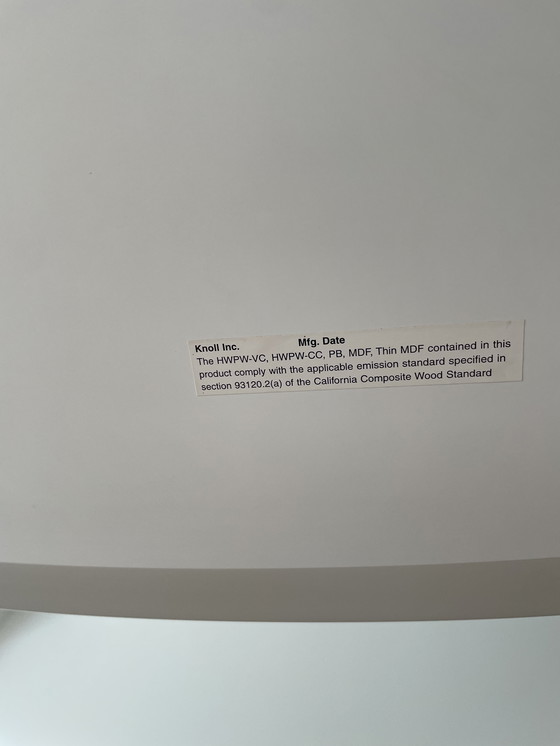 Knoll Inc. Mfg. Date
The HWPW-VC, HWPW-CC, PB, MDF, Thin MDF contained in this
product comply with the applicable emission standard specified in
section 93120.2(a) of the California Composite Wood Standard